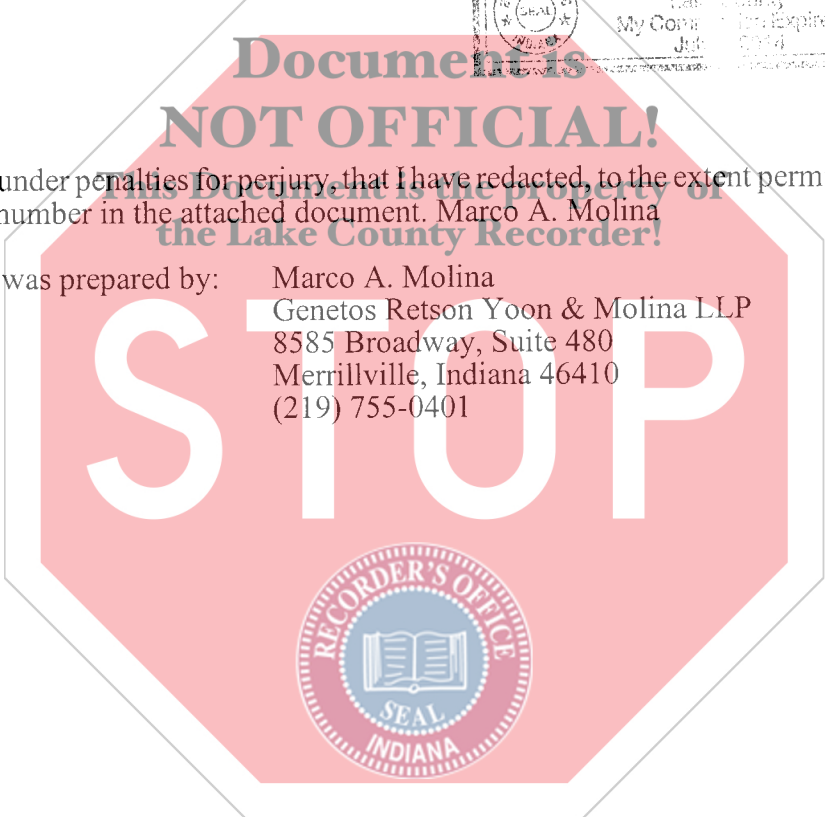 SEAL
My Com Expire
IND
Document is
NOT OFFICIAL!
under penalties for perjury, that I have redacted, to the extent perm
This Document is the property of
number in the attached document. Marco A. Molina
the Lake County Recorder!
was prepared by: Marco A. Molina
Genetos Retson Yoon & Molina LLP
8585 Broadway, Suite 480
Merrillville, Indiana 46410
(219) 755-0401
STOP
RECORDER'S OFFICE
SEAL
INDIANA